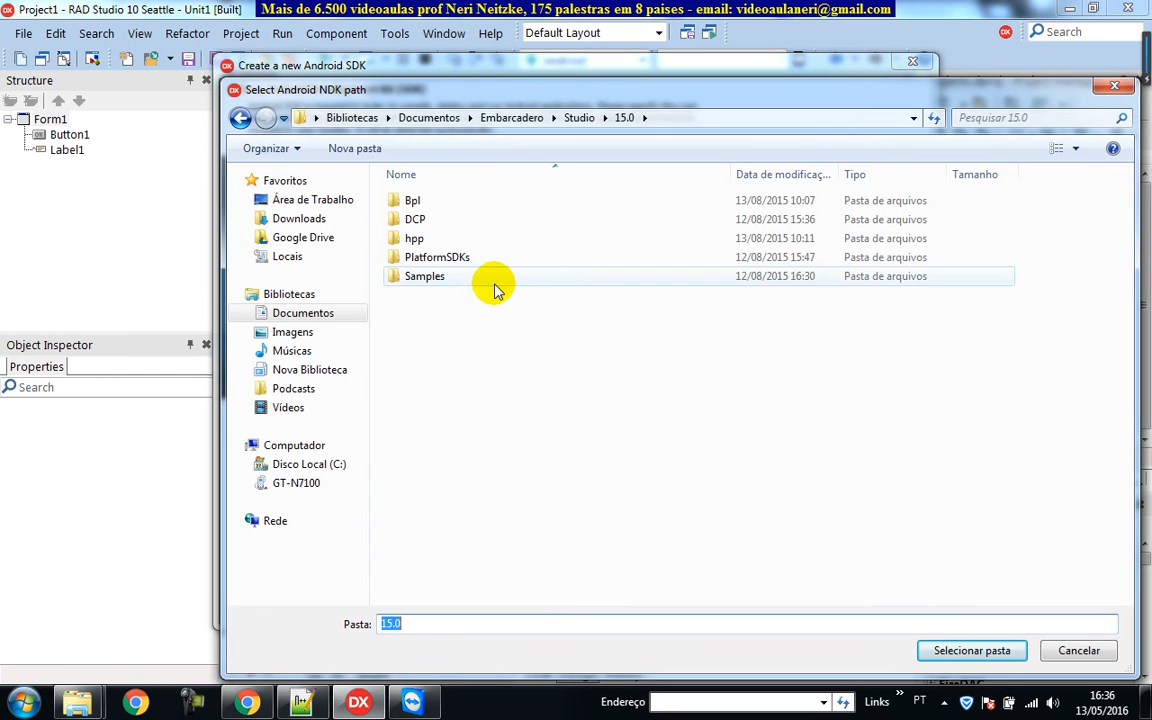 Project1 - RAD Studio 10 Seattle - Unit1 [Built]
Mais de 6.500 videoaulas prof Neri Neitzke, 175 palestras em 8 paises - email: videoaulaneri@gmail.com
File Edit Search View Refactor Project Run Component Tools Window Help
Default Layout
Search
Structure
Form1
Button1
Label1
Object Inspector
Properties
Search
Create a new Android SDK
Select Android NDK path
Bibliotecas Documentos Embarcadero Studio 15.0
Pesquisar 15.0
Organizar Nova pasta
Nome Data de modificaç... Tipo Tamanho
Bpl 13/08/2015 10:07 Pasta de arquivos
DCP 12/08/2015 15:36 Pasta de arquivos
hpp 13/08/2015 10:11 Pasta de arquivos
PlatformSDKs 12/08/2015 15:47 Pasta de arquivos
Samples 12/08/2015 16:30 Pasta de arquivos
Favoritos
Área de Trabalho
Downloads
Google Drive
Locais
Bibliotecas
Documentos
Imagens
Músicas
Nova Biblioteca
Podcasts
Vídeos
Computador
Disco Local (C:)
GT-N7100
Rede
Pasta: 15.0
Selecionar pasta Cancelar
Endereço Links » PT
16:36
13/05/2016